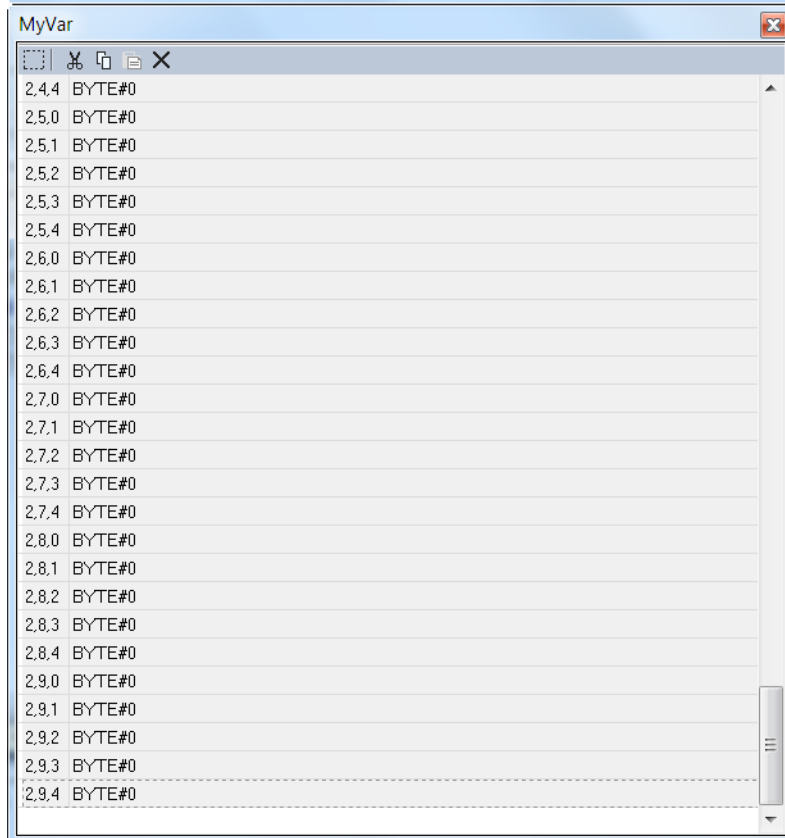 MyVar
2,4,4 BYTE#0
2,5,0 BYTE#0
2,5,1 BYTE#0
2,5,2 BYTE#0
2,5,3 BYTE#0
2,5,4 BYTE#0
2,6,0 BYTE#0
2,6,1 BYTE#0
2,6,2 BYTE#0
2,6,3 BYTE#0
2,6,4 BYTE#0
2,7,0 BYTE#0
2,7,1 BYTE#0
2,7,2 BYTE#0
2,7,3 BYTE#0
2,7,4 BYTE#0
2,8,0 BYTE#0
2,8,1 BYTE#0
2,8,2 BYTE#0
2,8,3 BYTE#0
2,8,4 BYTE#0
2,9,0 BYTE#0
2,9,1 BYTE#0
2,9,2 BYTE#0
2,9,3 BYTE#0
2,9,4 BYTE#0